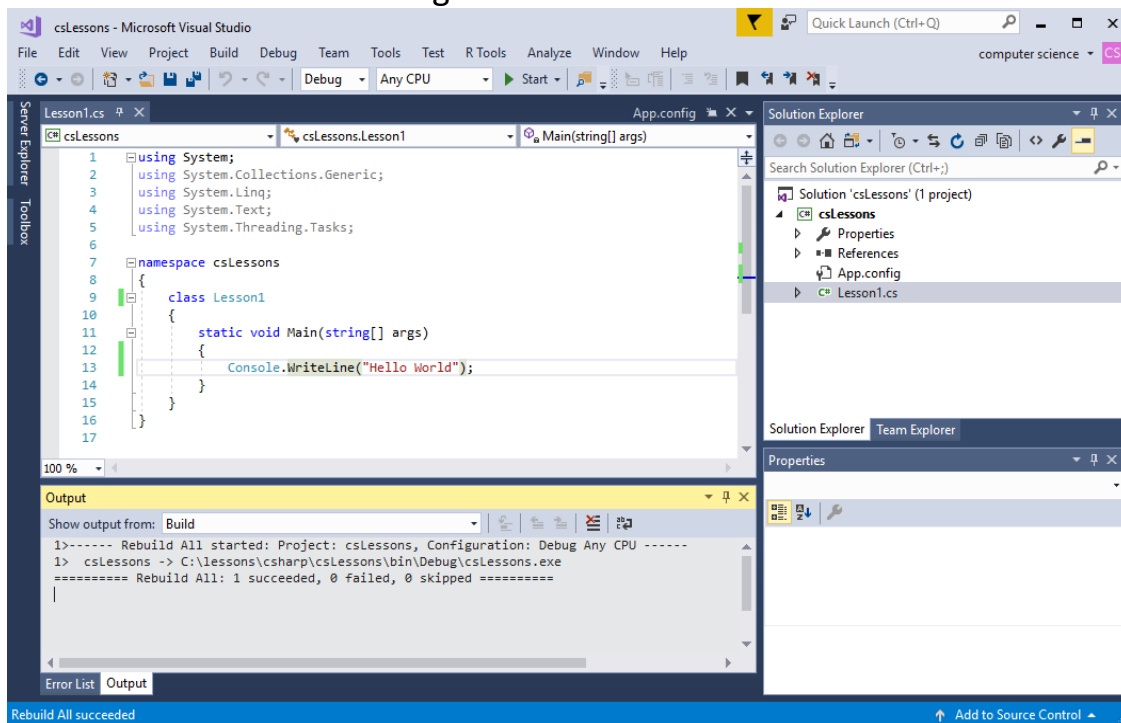 g
csLessons - Microsoft Visual Studio
Quick Launch (Ctrl+Q)
File Edit View Project Build Debug Team Tools Test R Tools Analyze Window Help
computer science CS
Debug Any CPU Start
Server Explorer
Toolbox
Lesson1.cs App.config
csLessons csLessons.Lesson1 Main(string[] args)
1 using System;
2 using System.Collections.Generic;
3 using System.Linq;
4 using System.Text;
5 using System.Threading.Tasks;
6
7 namespace csLessons
8 {
9 class Lesson1
10 {
11 static void Main(string[] args)
12 {
13 Console.WriteLine("Hello World");
14 }
15 }
16 }
17
100 %
Output
Show output from: Build
1>------ Rebuild All started: Project: csLessons, Configuration: Debug Any CPU ------
1> csLessons -> C:\lessons\csharp\csLessons\bin\Debug\csLessons.exe
========== Rebuild All: 1 succeeded, 0 failed, 0 skipped ==========
Error List Output
Solution Explorer
Search Solution Explorer (Ctrl+;)
Solution 'csLessons' (1 project)
C# csLessons
Properties
References
App.config
C# Lesson1.cs
Solution Explorer Team Explorer
Properties
Rebuild All succeeded
Add to Source Control